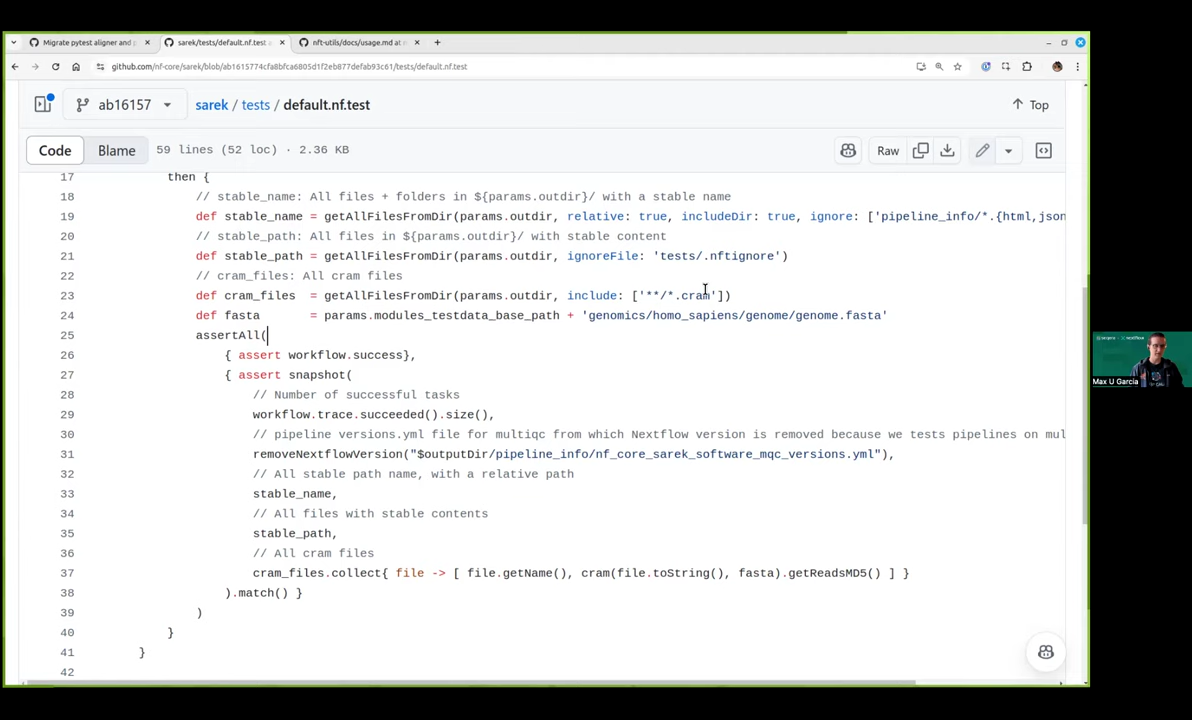 Migrate pytest aligner and p
sarek/tests/default.nf.test a
nft-utils/docs/usage.md at m
github.com/nf-core/sarek/blob/ab1615774cfa8bfca6805d1f2eb877defab93c61/tests/default.nf.test
ab16157
sarek / tests / default.nf.test
Top
Code
Blame
59 lines (52 loc) · 2.36 KB
Raw
17 then {
18 // stable_name: All files + folders in ${params.outdir}/ with a stable name
19 def stable_name = getAllFilesFromDir(params.outdir, relative: true, includeDir: true, ignore: ['pipeline_info/*.{html,json
20 // stable_path: All files in ${params.outdir}/ with stable content
21 def stable_path = getAllFilesFromDir(params.outdir, ignoreFile: 'tests/.nftignore')
22 // cram_files: All cram files
23 def cram_files = getAllFilesFromDir(params.outdir, include: ['**/*.cram'])
24 def fasta = params.modules_testdata_base_path + 'genomics/homo_sapiens/genome/genome.fasta'
25 assertAll(
26 { assert workflow.success},
27 { assert snapshot(
28 // Number of successful tasks
29 workflow.trace.succeeded().size(),
30 // pipeline versions.yml file for multiqc from which Nextflow version is removed because we tests pipelines on mul
31 removeNextflowVersion("$outputDir/pipeline_info/nf_core_sarek_software_mqc_versions.yml"),
32 // All stable path name, with a relative path
33 stable_name,
34 // All files with stable contents
35 stable_path,
36 // All cram files
37 cram_files.collect{ file -> [ file.getName(), cram(file.toString(), fasta).getReadsMD5() ] }
38 ).match() }
39 )
40 }
41 }
42
Max U Garcia